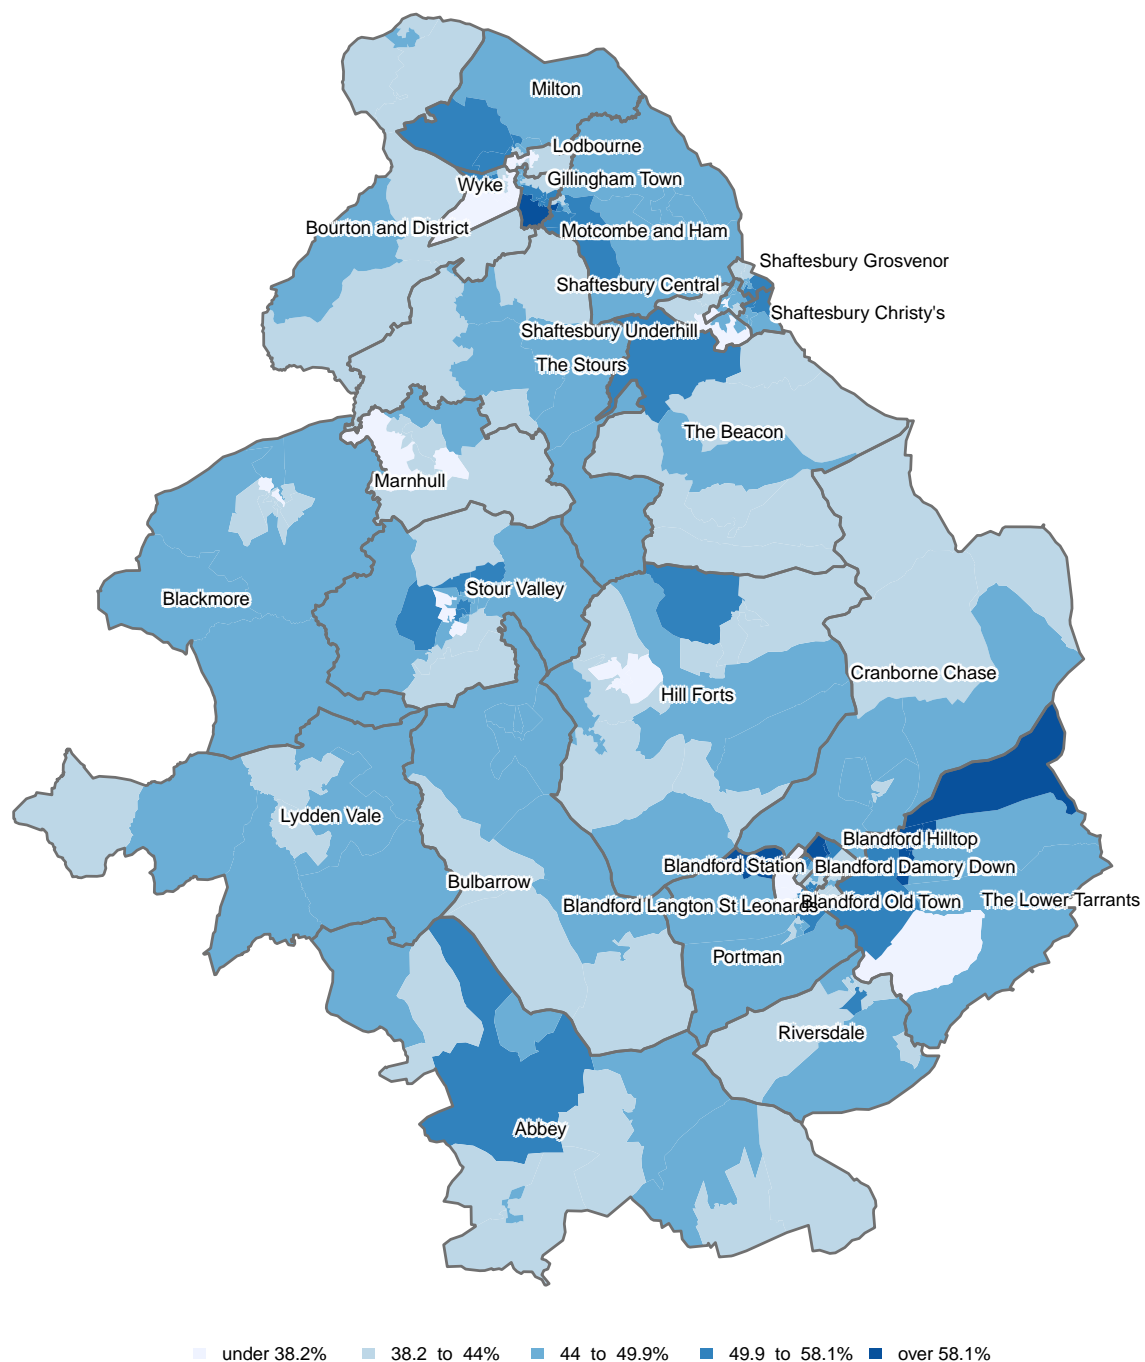 Milton
Lodbourne
Gillingham Town
Wyke
Bourton and District
Motcombe and Ham
Shaftesbury Grosvenor
Shaftesbury Central
Shaftesbury Christy's
Shaftesbury Underhill
The Stours
The Beacon
Marnhull
Stour Valley
Blackmore
Cranborne Chase
Hill Forts
Lydden Vale
Blandford Hilltop
Blandford Station
Blandford Damory Down
Bulbarrow
Blandford Langton St Leonards
Blandford Old Town
The Lower Tarrants
Portman
Riversdale
Abbey
under 38.2% 38.2 to 44% 44 to 49.9% 49.9 to 58.1% over 58.1%